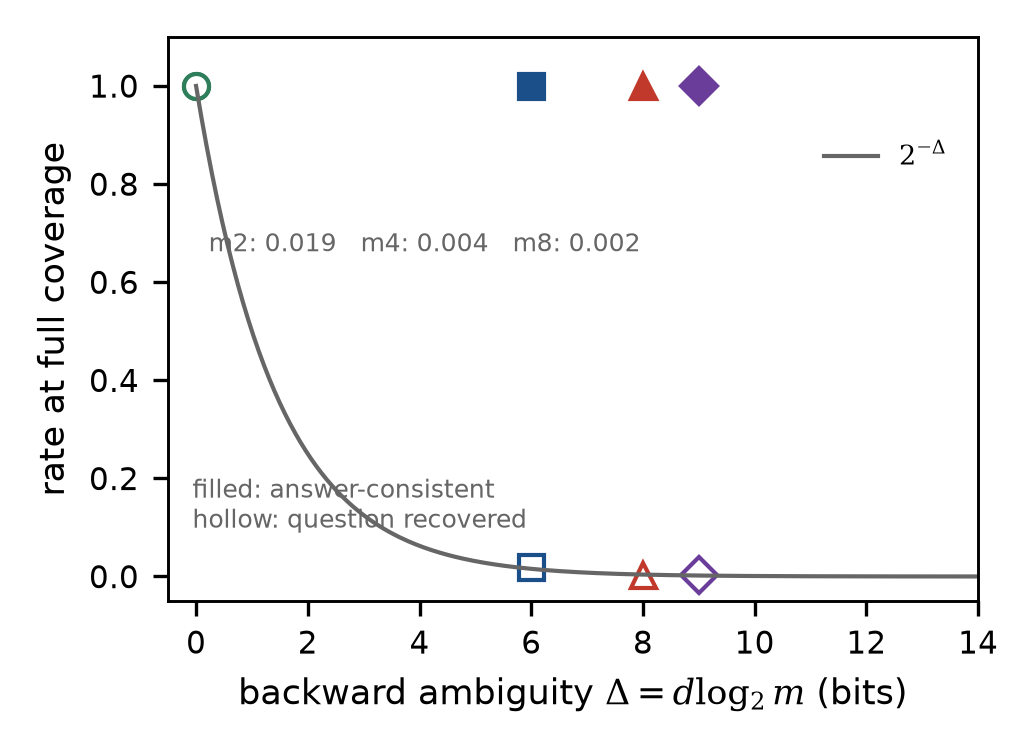 1.0
0.8
0.6
0.4
0.2
0.0
rate at full coverage
2^{−Δ}
m2: 0.019 m4: 0.004 m8: 0.002
filled: answer-consistent
hollow: question recovered
0 2 4 6 8 10 12 14
backward ambiguity Δ = d log₂ m (bits)